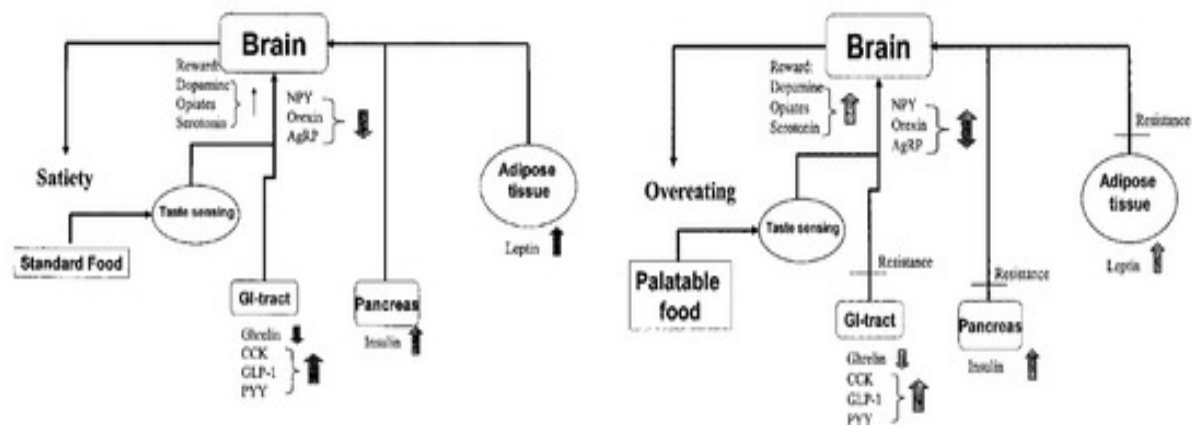 Brain
Reward:
Dopamine
Opiates
Serotonin
NPY
Orexin
AgRP
Satiety
Taste sensing
Standard Food
Adipose
tissue
Leptin
GI-tract
Pancreas
Ghrelin
CCK
GLP-1
PYY
Insulin
Brain
Reward:
Dopamine
Opiates
Serotonin
NPY
Orexin
AgRP
Resistance
Overeating
Taste sensing
Adipose
tissue
Leptin
Palatable
food
Resistance
Resistance
GI-tract
Pancreas
Ghrelin
CCK
GLP-1
PYY
Insulin